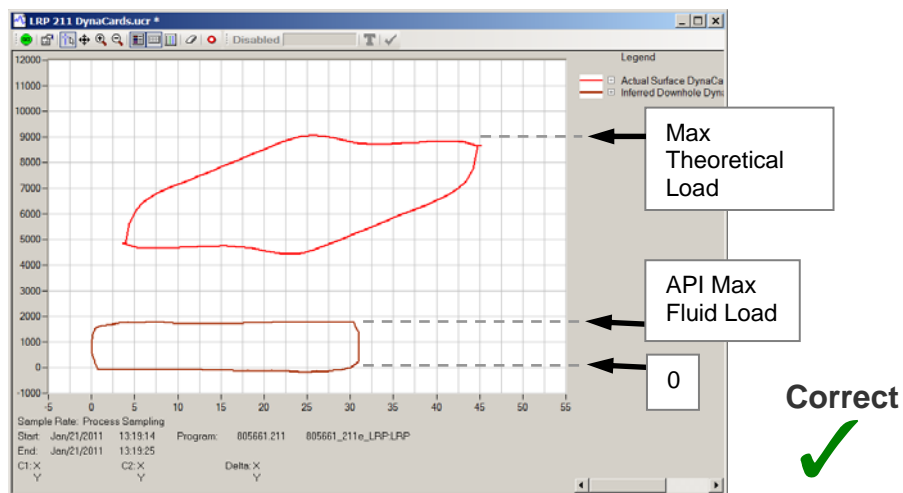 LRP 211 DynaCards.ucr *
Disabled
T
Legend
Actual Surface DynaCa
Inferred Downhole Dyn
12000
11000
10000
9000
8000
7000
6000
5000
4000
3000
2000
1000
0
-1000
-5 0 5 10 15 20 25 30 35 40 45 50 55
Max
Theoretical
Load
API Max
Fluid Load
0
Correct
Sample Rate: Process Sampling
Start: Jan/21/2011 13:19:14 Program: 805661.211 805661_211e_LRP:LRP
End: Jan/21/2011 13:19:25
C1: X C2: X Delta: X
Y Y Y